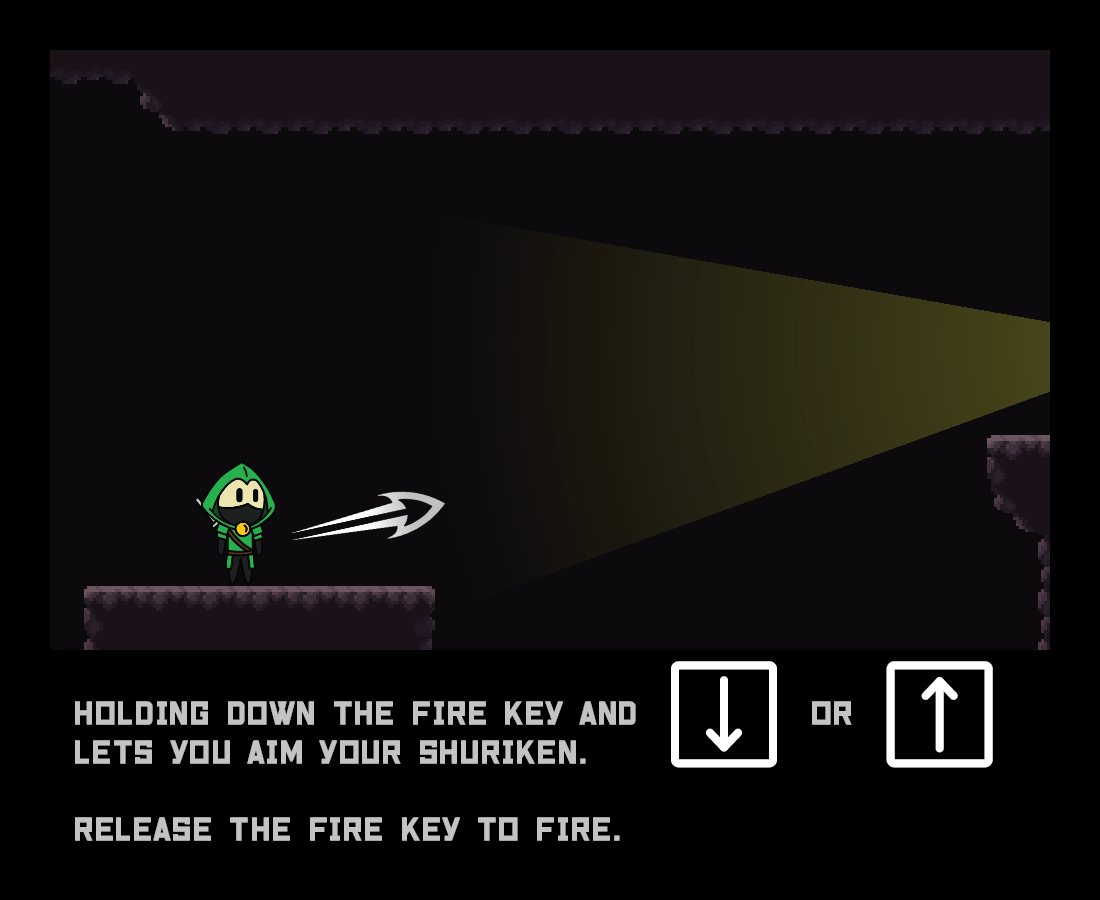 HOLDING DOWN THE FIRE KEY AND ↓ OR ↑
LETS YOU AIM YOUR SHURIKEN.
RELEASE THE FIRE KEY TO FIRE.